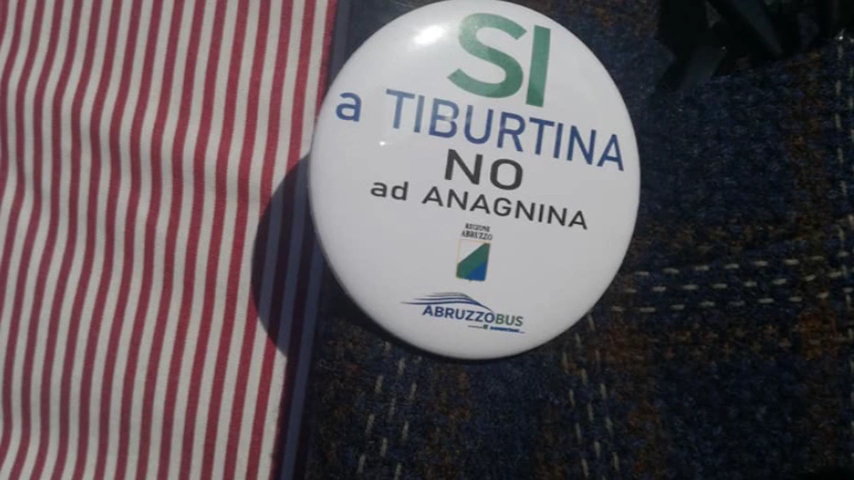 SI
a TIBURTINA
NO
ad ANAGNINA
REGIONE
ABRUZZO
ABRUZZOBUS